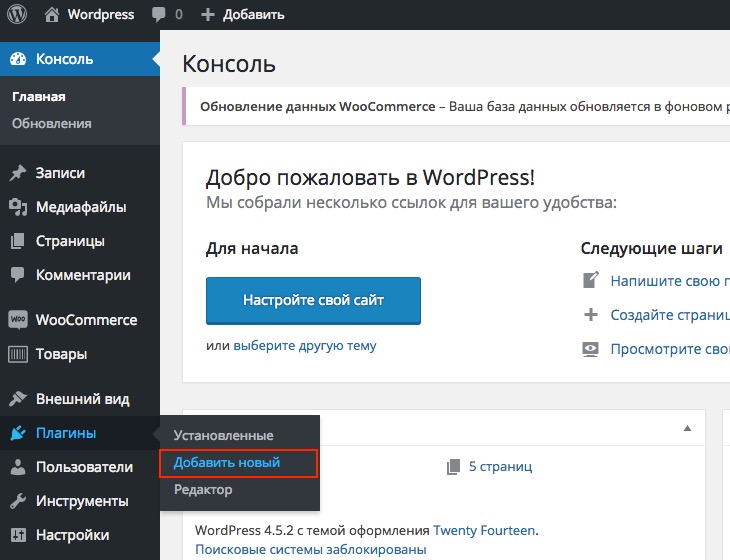 Wordpress 0 Добавить
Консоль
Главная
Обновления
Записи
Медиафайлы
Страницы
Комментарии
WooCommerce
Товары
Внешний вид
Плагины
Пользователи
Инструменты
Настройки
Установленные
Добавить новый
Редактор
Консоль
Обновление данных WooCommerce – Ваша база данных обновляется в фоновом
Добро пожаловать в WordPress!
Мы собрали несколько ссылок для вашего удобства:
Для начала
Настройте свой сайт
или выберите другую тему
Следующие шаги
Напишите свою
Создайте страниц
Просмотрите сво
5 страниц
WordPress 4.5.2 с темой оформления Twenty Fourteen.
Поисковые системы заблокированы